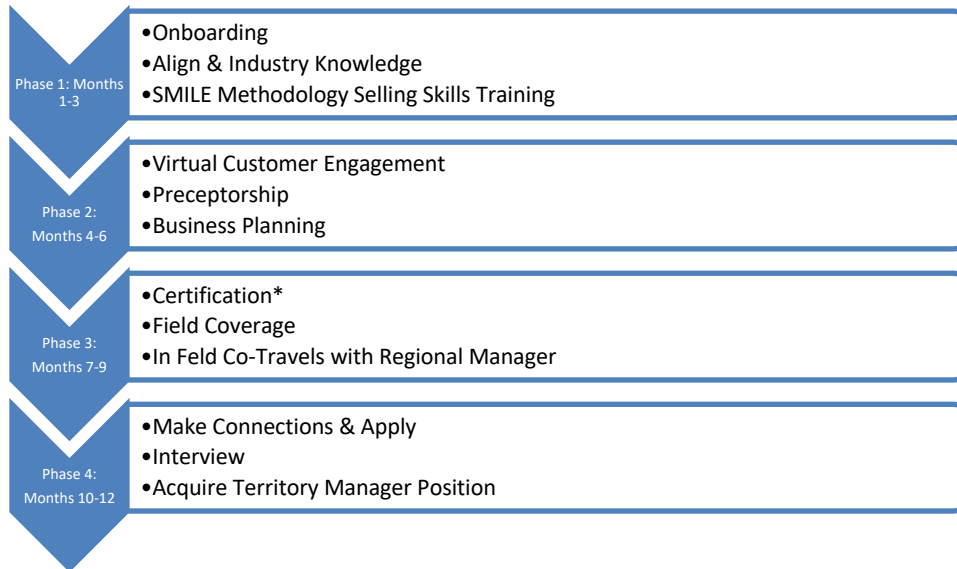 Phase 1: Months
1-3
•Onboarding
•Align & Industry Knowledge
•SMILE Methodology Selling Skills Training
Phase 2:
Months 4-6
•Virtual Customer Engagement
•Preceptorship
•Business Planning
Phase 3:
Months 7-9
•Certification*
•Field Coverage
•In Feld Co-Travels with Regional Manager
Phase 4:
Months 10-12
•Make Connections & Apply
•Interview
•Acquire Territory Manager Position